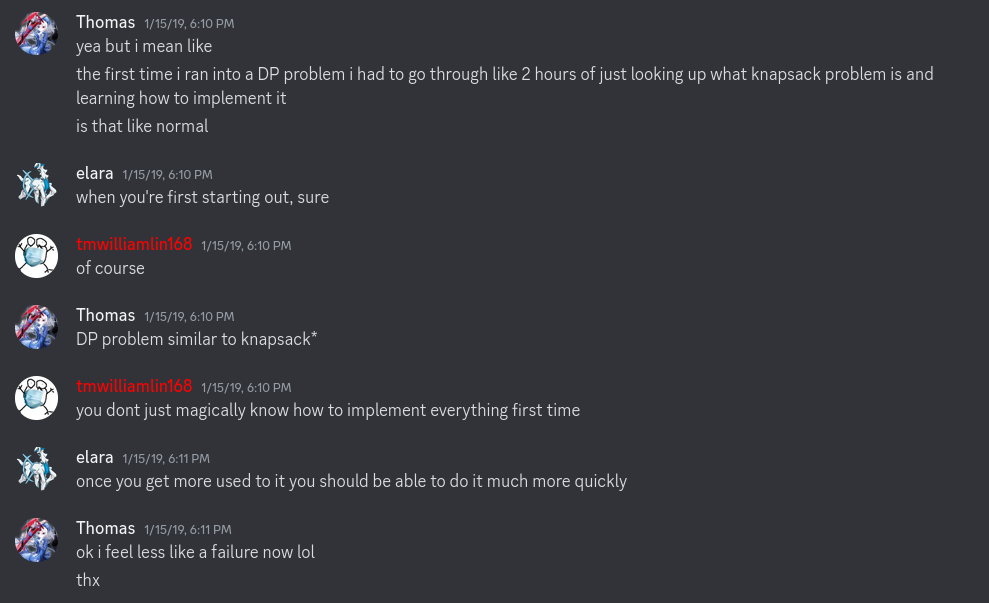 Thomas 1/15/19, 6:10 PM
yea but i mean like
the first time i ran into a DP problem i had to go through like 2 hours of just looking up what knapsack problem is and
learning how to implement it
is that like normal
elara 1/15/19, 6:10 PM
when you're first starting out, sure
tmwilliamlin168 1/15/19, 6:10 PM
of course
Thomas 1/15/19, 6:10 PM
DP problem similar to knapsack*
tmwilliamlin168 1/15/19, 6:10 PM
you dont just magically know how to implement everything first time
elara 1/15/19, 6:11 PM
once you get more used to it you should be able to do it much more quickly
Thomas 1/15/19, 6:11 PM
ok i feel less like a failure now lol
thx